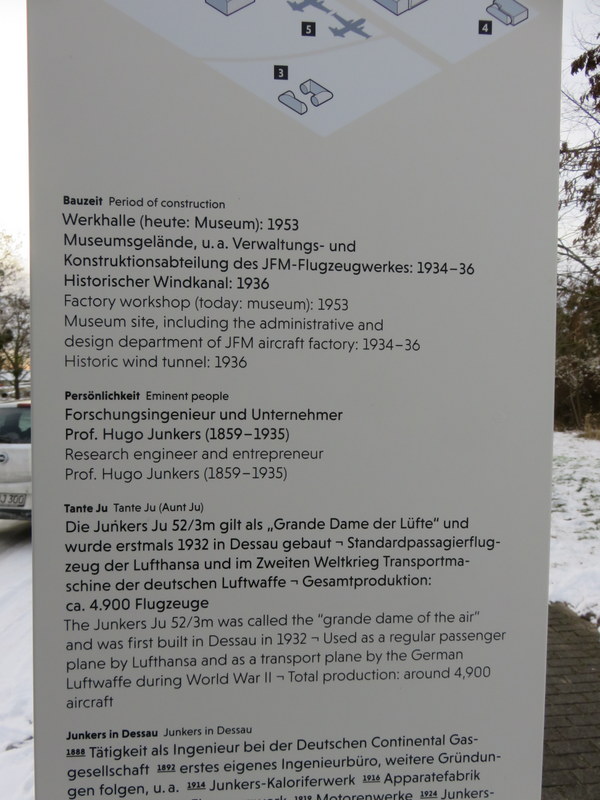 5
4
3
Bauzeit Period of construction
Werkhalle (heute: Museum): 1953
Museumsgelände, u. a. Verwaltungs- und
Konstruktionsabteilung des JFM-Flugzeugwerkes: 1934–36
Historischer Windkanal: 1936
Factory workshop (today: museum): 1953
Museum site, including the administrative and
design department of JFM aircraft factory: 1934–36
Historic wind tunnel: 1936
Persönlichkeit Eminent people
Forschungsingenieur und Unternehmer
Prof. Hugo Junkers (1859–1935)
Research engineer and entrepreneur
Prof. Hugo Junkers (1859–1935)
Tante Ju Tante Ju (Aunt Ju)
Die Junkers Ju 52/3m gilt als „Grande Dame der Lüfte“ und
wurde erstmals 1932 in Dessau gebaut ¬ Standardpassagierflug-
zeug der Lufthansa und im Zweiten Weltkrieg Transportma-
schine der deutschen Luftwaffe ¬ Gesamtproduktion:
ca. 4.900 Flugzeuge
The Junkers Ju 52/3m was called the “grande dame of the air”
and was first built in Dessau in 1932 ¬ Used as a regular passenger
plane by Lufthansa and as a transport plane by the German
Luftwaffe during World War II ¬ Total production: around 4,900
aircraft
Junkers in Dessau Junkers in Dessau
1888 Tätigkeit als Ingenieur bei der Deutschen Continental Gas-
gesellschaft 1892 erstes eigenes Ingenieurbüro, weitere Gründun-
gen folgen, u. a. 1914 Junkers-Kaloriferwerk 1916 Apparatefabrik
1919 Motorenwerke 1924 Junkers-